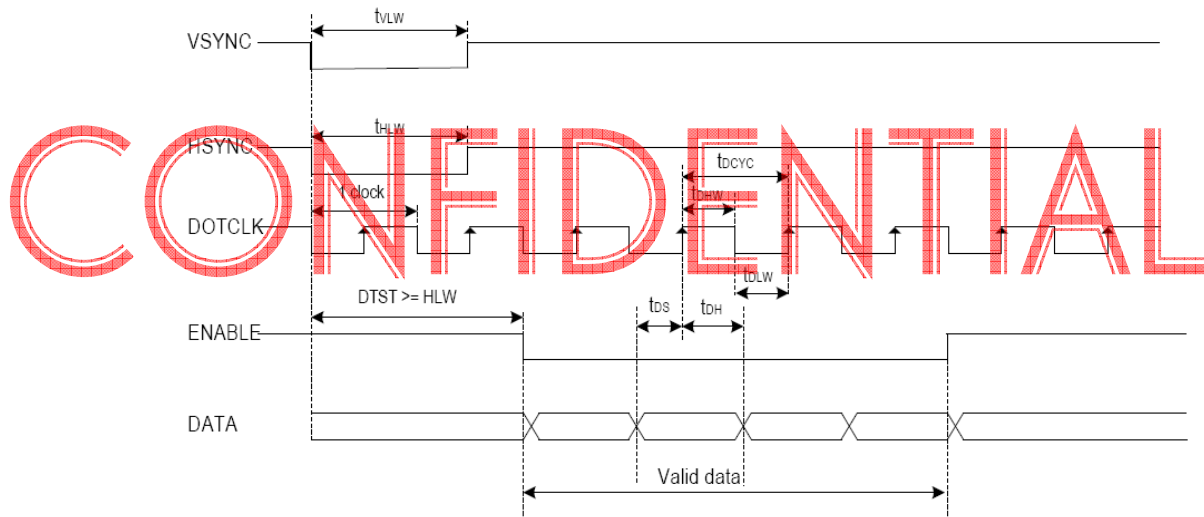 tVLW
VSYNC
CONFIDENTIAL
tHLW
HSYNC
tDCYC
1 clock
tDHW
DOTCLK
tDLW
DTST >= HLW
tDS
tDH
ENABLE
DATA
Valid data